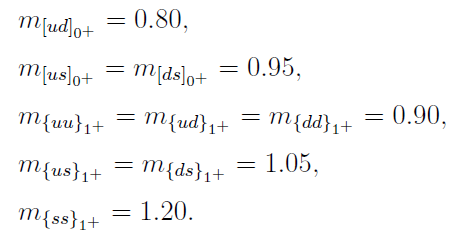 m_{[ud]_{0+}} = 0.80,
m_{[us]_{0+}} = m_{[ds]_{0+}} = 0.95,
m_{\{uu\}_{1+}} = m_{\{ud\}_{1+}} = m_{\{dd\}_{1+}} = 0.90,
m_{\{us\}_{1+}} = m_{\{ds\}_{1+}} = 1.05,
m_{\{ss\}_{1+}} = 1.20.